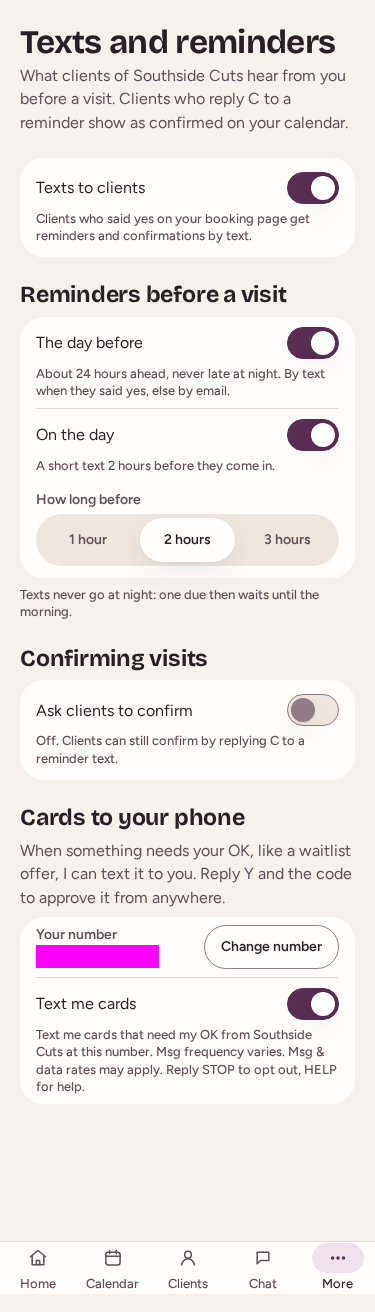 Texts and reminders
What clients of Southside Cuts hear from you
before a visit. Clients who reply C to a
reminder show as confirmed on your calendar.
Texts to clients
Clients who said yes on your booking page get
reminders and confirmations by text.
Reminders before a visit
The day before
About 24 hours ahead, never late at night. By text
when they said yes, else by email.
On the day
A short text 2 hours before they come in.
How long before
1 hour
2 hours
3 hours
Texts never go at night: one due then waits until the
morning.
Confirming visits
Ask clients to confirm
Off. Clients can still confirm by replying C to a
reminder text.
Cards to your phone
When something needs your OK, like a waitlist
offer, I can text it to you. Reply Y and the code
to approve it from anywhere.
Your number
Change number
Text me cards
Text me cards that need my OK from Southside
Cuts at this number. Msg frequency varies. Msg &
data rates may apply. Reply STOP to opt out, HELP
for help.
Home
Calendar
Clients
Chat
More